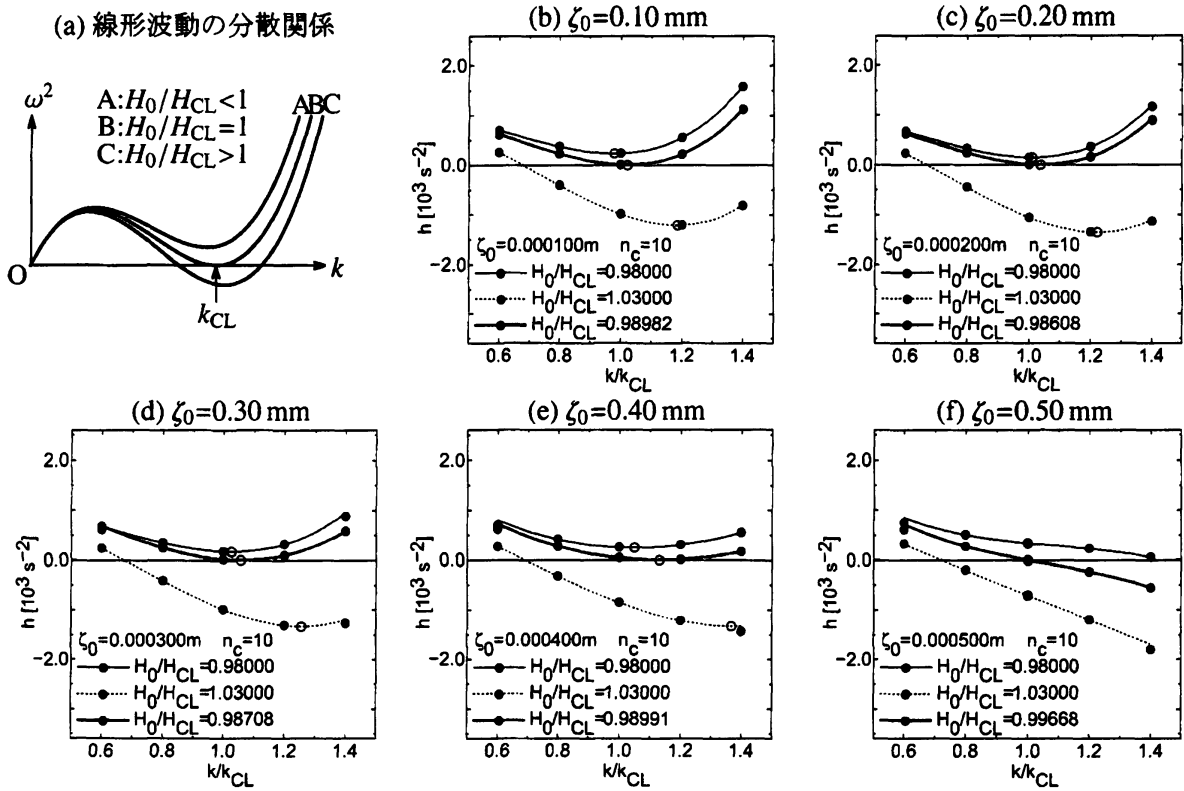 (a) 線形波動の分散関係
ω²
A:H₀/H_CL<1
B:H₀/H_CL=1
C:H₀/H_CL>1
ABC
O
k
k_CL
(b) ζ₀=0.10 mm
2.0
0.0
−2.0
h [10³ s⁻²]
ζ₀=0.000100m n_c=10
H₀/H_CL=0.98000
H₀/H_CL=1.03000
H₀/H_CL=0.98982
0.6 0.8 1.0 1.2 1.4
k/k_CL
(c) ζ₀=0.20 mm
2.0
0.0
−2.0
h [10³ s⁻²]
ζ₀=0.000200m n_c=10
H₀/H_CL=0.98000
H₀/H_CL=1.03000
H₀/H_CL=0.98608
0.6 0.8 1.0 1.2 1.4
k/k_CL
(d) ζ₀=0.30 mm
2.0
0.0
−2.0
h [10³ s⁻²]
ζ₀=0.000300m n_c=10
H₀/H_CL=0.98000
H₀/H_CL=1.03000
H₀/H_CL=0.98708
0.6 0.8 1.0 1.2 1.4
k/k_CL
(e) ζ₀=0.40 mm
2.0
0.0
−2.0
h [10³ s⁻²]
ζ₀=0.000400m n_c=10
H₀/H_CL=0.98000
H₀/H_CL=1.03000
H₀/H_CL=0.98991
0.6 0.8 1.0 1.2 1.4
k/k_CL
(f) ζ₀=0.50 mm
2.0
0.0
−2.0
h [10³ s⁻²]
ζ₀=0.000500m n_c=10
H₀/H_CL=0.98000
H₀/H_CL=1.03000
H₀/H_CL=0.99668
0.6 0.8 1.0 1.2 1.4
k/k_CL